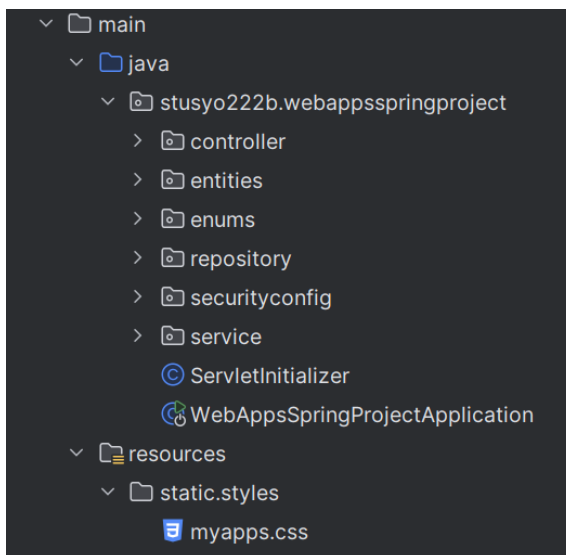 main
java
stusyo222b.webappsspringproject
controller
entities
enums
repository
securityconfig
service
ServletInitializer
WebAppsSpringProjectApplication
resources
static.styles
myapps.css